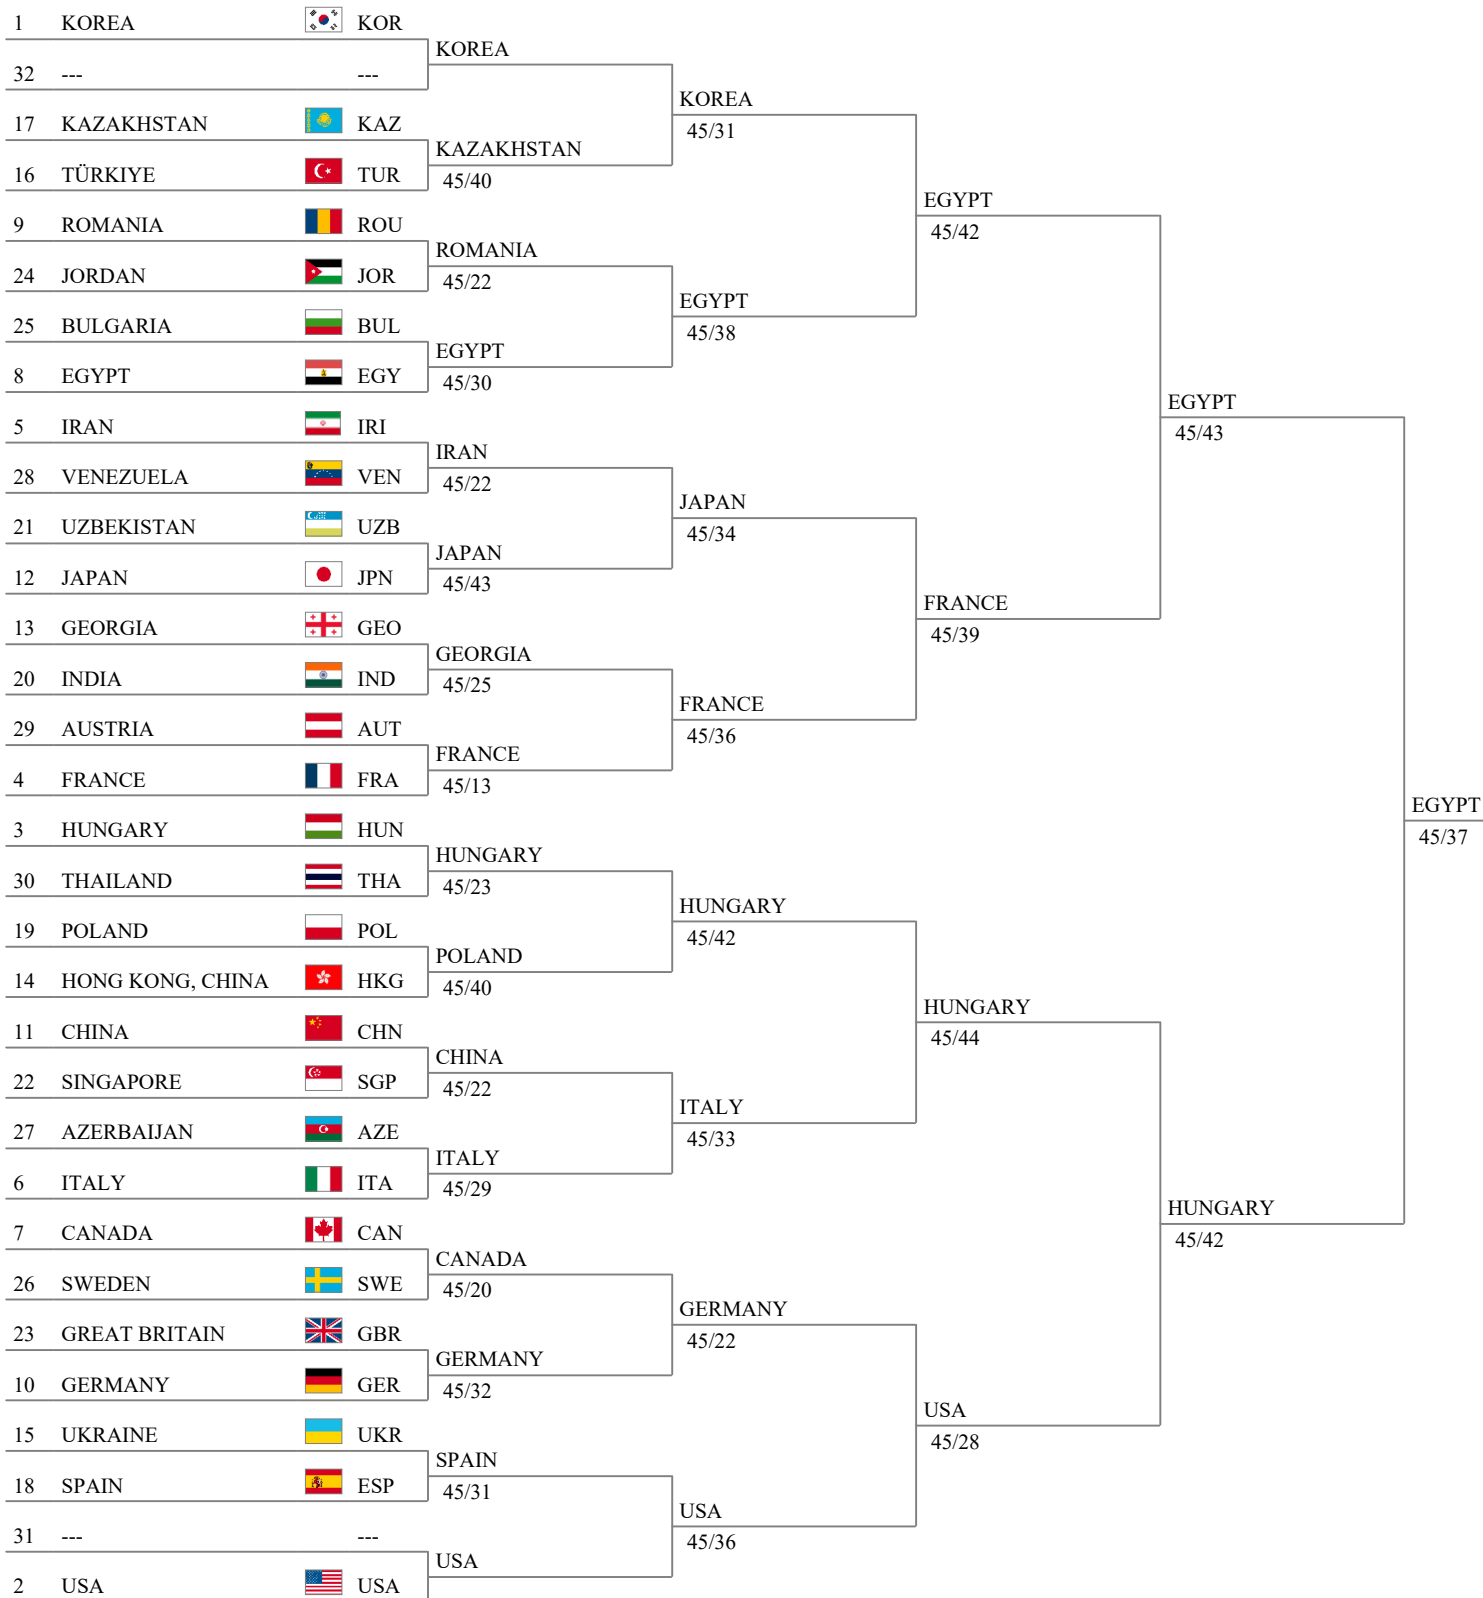 1 KOREA KOR
32 --- ---
17 KAZAKHSTAN KAZ
16 TÜRKIYE TUR
9 ROMANIA ROU
24 JORDAN JOR
25 BULGARIA BUL
8 EGYPT EGY
5 IRAN IRI
28 VENEZUELA VEN
21 UZBEKISTAN UZB
12 JAPAN JPN
13 GEORGIA GEO
20 INDIA IND
29 AUSTRIA AUT
4 FRANCE FRA
3 HUNGARY HUN
30 THAILAND THA
19 POLAND POL
14 HONG KONG, CHINA HKG
11 CHINA CHN
22 SINGAPORE SGP
27 AZERBAIJAN AZE
6 ITALY ITA
7 CANADA CAN
26 SWEDEN SWE
23 GREAT BRITAIN GBR
10 GERMANY GER
15 UKRAINE UKR
18 SPAIN ESP
31 --- ---
2 USA USA
KOREA
KAZAKHSTAN
45/40
ROMANIA
45/22
EGYPT
45/30
IRAN
45/22
JAPAN
45/43
GEORGIA
45/25
FRANCE
45/13
HUNGARY
45/23
POLAND
45/40
CHINA
45/22
ITALY
45/29
CANADA
45/20
GERMANY
45/32
SPAIN
45/31
USA
KOREA
45/31
EGYPT
45/38
JAPAN
45/34
FRANCE
45/36
HUNGARY
45/42
ITALY
45/33
GERMANY
45/22
USA
45/36
EGYPT
45/42
FRANCE
45/39
HUNGARY
45/44
USA
45/28
EGYPT
45/43
HUNGARY
45/42
EGYPT
45/37